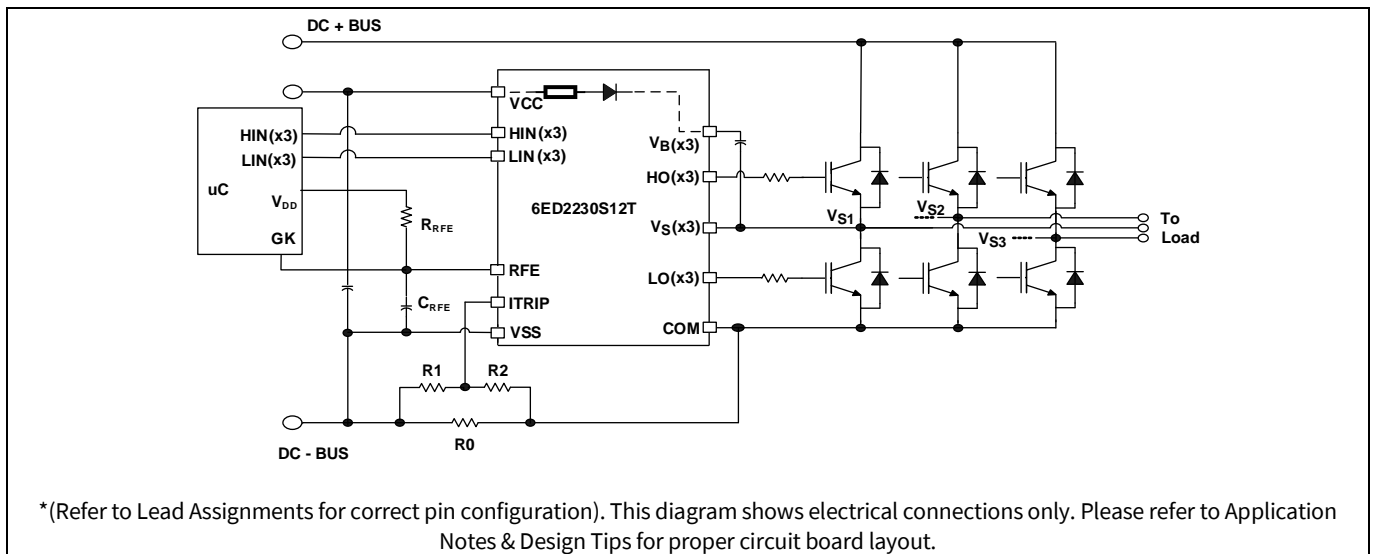 DC + BUS
VCC
HIN(x3)
HIN(x3)
LIN(x3)
LIN(x3)
uC
VDD
GK
RRFE
CRFE
RFE
ITRIP
VSS
6ED2230S12T
VB(x3)
HO(x3)
VS(x3)
LO(x3)
COM
VS1
VS2
VS3
To
Load
R1
R2
R0
DC - BUS
*(Refer to Lead Assignments for correct pin configuration). This diagram shows electrical connections only. Please refer to Application
Notes & Design Tips for proper circuit board layout.